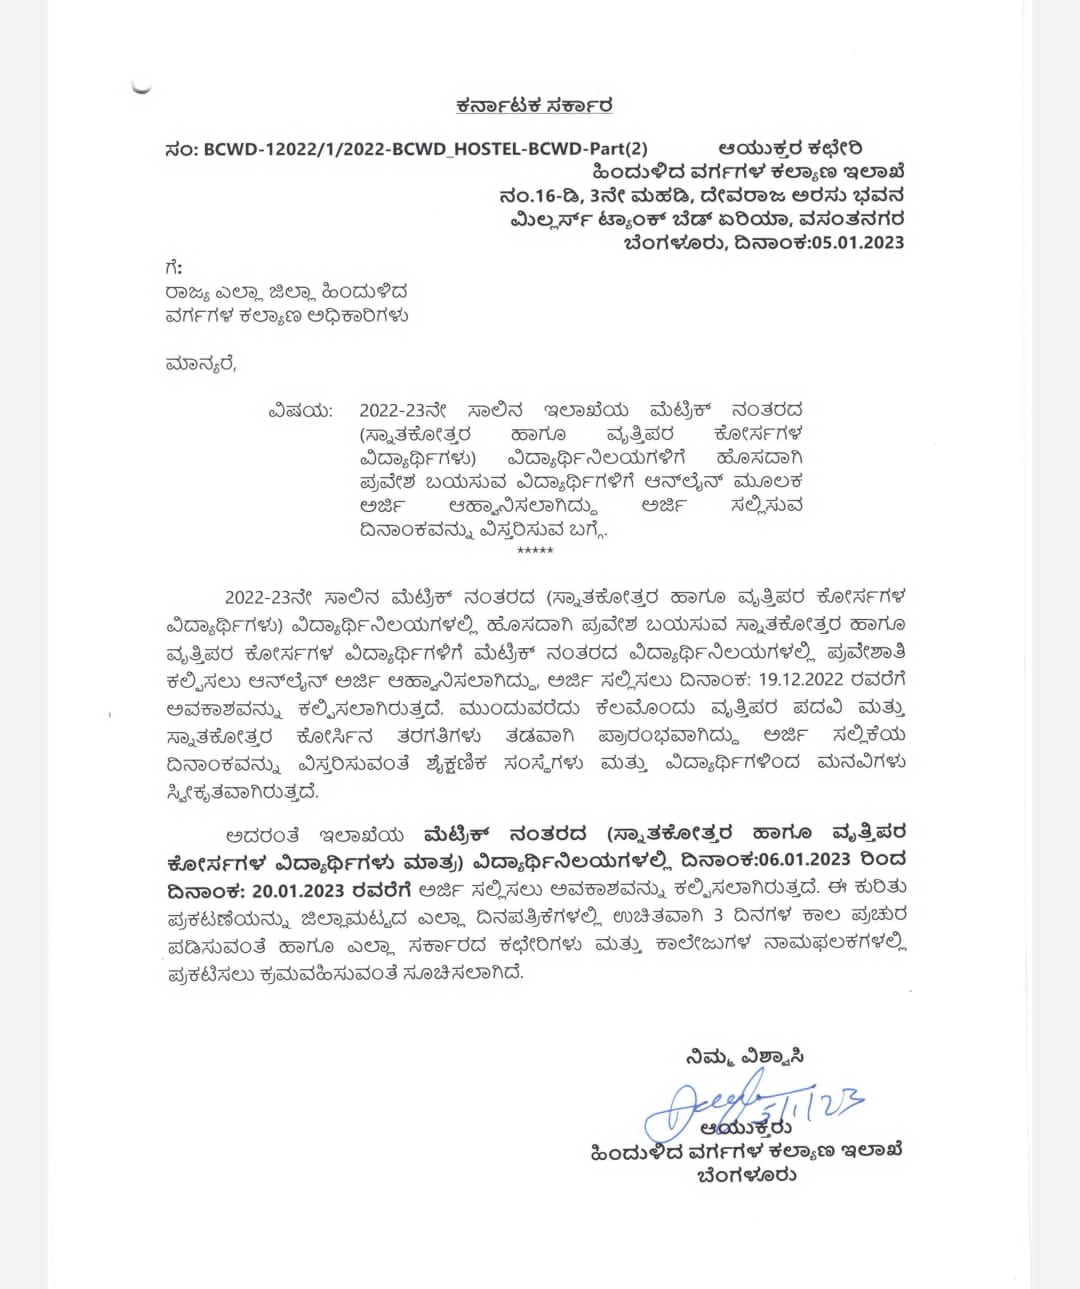 ಕರ್ನಾಟಕ ಸರ್ಕಾರ
ಸಂ: BCWD-12022/1/2022-BCWD_HOSTEL-BCWD-Part(2) ಆಯುಕ್ತರ ಕಛೇರಿ
ಹಿಂದುಳಿದ ವರ್ಗಗಳ ಕಲ್ಯಾಣ ಇಲಾಖೆ
ನಂ.16-ಡಿ, 3ನೇ ಮಹಡಿ, ದೇವರಾಜ ಅರಸು ಭವನ
ಮಿಲ್ಲರ್ಸ್ ಟ್ಯಾಂಕ್ ಬೆಡ್ ಏರಿಯಾ, ವಸಂತನಗರ
ಬೆಂಗಳೂರು, ದಿನಾಂಕ:05.01.2023
ಗೆ:
ರಾಜ್ಯ ಎಲ್ಲಾ ಜಿಲ್ಲಾ ಹಿಂದುಳಿದ
ವರ್ಗಗಳ ಕಲ್ಯಾಣ ಅಧಿಕಾರಿಗಳು
ಮಾನ್ಯರೆ,
ವಿಷಯ: 2022-23ನೇ ಸಾಲಿನ ಇಲಾಖೆಯ ಮೆಟ್ರಿಕ್ ನಂತರದ
(ಸ್ನಾತಕೋತ್ತರ ಹಾಗೂ ವೃತ್ತಿಪರ ಕೋರ್ಸಗಳ
ವಿದ್ಯಾರ್ಥಿಗಳು) ವಿದ್ಯಾರ್ಥಿನಿಲಯಗಳಿಗೆ ಹೊಸದಾಗಿ
ಪ್ರವೇಶ ಬಯಸುವ ವಿದ್ಯಾರ್ಥಿಗಳಿಗೆ ಆನ್‌ಲೈನ್ ಮೂಲಕ
ಅರ್ಜಿ ಆಹ್ವಾನಿಸಲಾಗಿದ್ದು ಅರ್ಜಿ ಸಲ್ಲಿಸುವ
ದಿನಾಂಕವನ್ನು ವಿಸ್ತರಿಸುವ ಬಗ್ಗೆ.
*****
2022-23ನೇ ಸಾಲಿನ ಮೆಟ್ರಿಕ್ ನಂತರದ (ಸ್ನಾತಕೋತ್ತರ ಹಾಗೂ ವೃತ್ತಿಪರ ಕೋರ್ಸಗಳ
ವಿದ್ಯಾರ್ಥಿಗಳು) ವಿದ್ಯಾರ್ಥಿನಿಲಯಗಳಲ್ಲಿ ಹೊಸದಾಗಿ ಪ್ರವೇಶ ಬಯಸುವ ಸ್ನಾತಕೋತ್ತರ ಹಾಗೂ
ವೃತ್ತಿಪರ ಕೋರ್ಸಗಳ ವಿದ್ಯಾರ್ಥಿಗಳಿಗೆ ಮೆಟ್ರಿಕ್ ನಂತರದ ವಿದ್ಯಾರ್ಥಿನಿಲಯಗಳಲ್ಲಿ ಪ್ರವೇಶಾತಿ
ಕಲ್ಪಿಸಲು ಆನ್‌ಲೈನ್ ಅರ್ಜಿ ಆಹ್ವಾನಿಸಲಾಗಿದ್ದು, ಅರ್ಜಿ ಸಲ್ಲಿಸಲು ದಿನಾಂಕ: 19.12.2022 ರವರೆಗೆ
ಅವಕಾಶವನ್ನು ಕಲ್ಪಿಸಲಾಗಿರುತ್ತದೆ. ಮುಂದುವರೆದು ಕೆಲಮೊಂದು ವೃತ್ತಿಪರ ಪದವಿ ಮತ್ತು
ಸ್ನಾತಕೋತ್ತರ ಕೋರ್ಸಿನ ತರಗತಿಗಳು ತಡವಾಗಿ ಪ್ರಾರಂಭವಾಗಿದ್ದು ಅರ್ಜಿ ಸಲ್ಲಿಕೆಯ
ದಿನಾಂಕವನ್ನು ವಿಸ್ತರಿಸುವಂತೆ ಶೈಕ್ಷಣಿಕ ಸಂಸ್ಥೆಗಳು ಮತ್ತು ವಿದ್ಯಾರ್ಥಿಗಳಿಂದ ಮನವಿಗಳು
ಸ್ವೀಕೃತವಾಗಿರುತ್ತದೆ.
ಅದರಂತೆ ಇಲಾಖೆಯ ಮೆಟ್ರಿಕ್ ನಂತರದ (ಸ್ನಾತಕೋತ್ತರ ಹಾಗೂ ವೃತ್ತಿಪರ
ಕೋರ್ಸಗಳ ವಿದ್ಯಾರ್ಥಿಗಳು ಮಾತ್ರ) ವಿದ್ಯಾರ್ಥಿನಿಲಯಗಳಲ್ಲಿ ದಿನಾಂಕ:06.01.2023 ರಿಂದ
ದಿನಾಂಕ: 20.01.2023 ರವರೆಗೆ ಅರ್ಜಿ ಸಲ್ಲಿಸಲು ಅವಕಾಶವನ್ನು ಕಲ್ಪಿಸಲಾಗಿರುತ್ತದೆ. ಈ ಕುರಿತು
ಪ್ರಕಟಣೆಯನ್ನು ಜಿಲ್ಲಾಮಟ್ಟದ ಎಲ್ಲಾ ದಿನಪತ್ರಿಕೆಗಳಲ್ಲಿ ಉಚಿತವಾಗಿ 3 ದಿನಗಳ ಕಾಲ ಪ್ರಚುರ
ಪಡಿಸುವಂತೆ ಹಾಗೂ ಎಲ್ಲಾ ಸರ್ಕಾರದ ಕಛೇರಿಗಳು ಮತ್ತು ಕಾಲೇಜುಗಳ ನಾಮಫಲಕಗಳಲ್ಲಿ
ಪ್ರಕಟಿಸಲು ಕ್ರಮವಹಿಸುವಂತೆ ಸೂಚಿಸಲಾಗಿದೆ.
ನಿಮ್ಮ ವಿಶ್ವಾಸಿ
5/1/23
ಆಯುಕ್ತರು
ಹಿಂದುಳಿದ ವರ್ಗಗಳ ಕಲ್ಯಾಣ ಇಲಾಖೆ
ಬೆಂಗಳೂರು